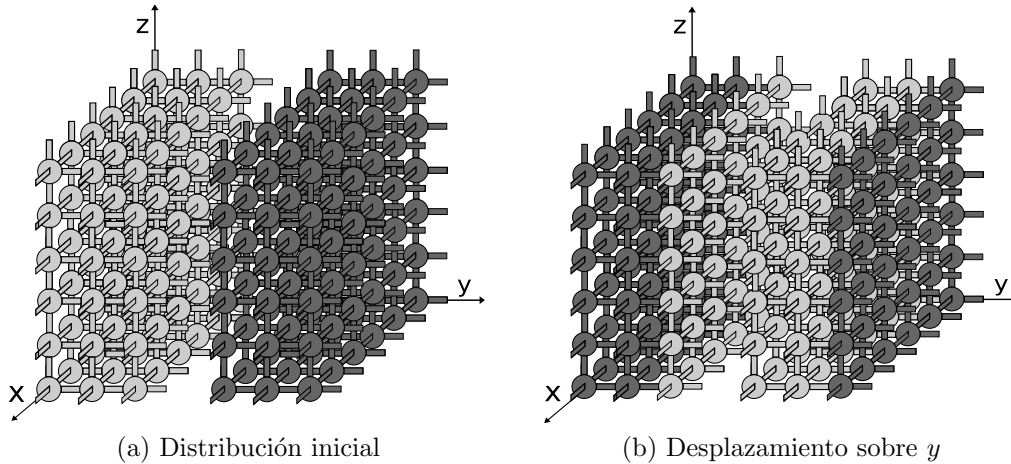 z
z
y
y
x
x
(a) Distribución inicial
(b) Desplazamiento sobre y